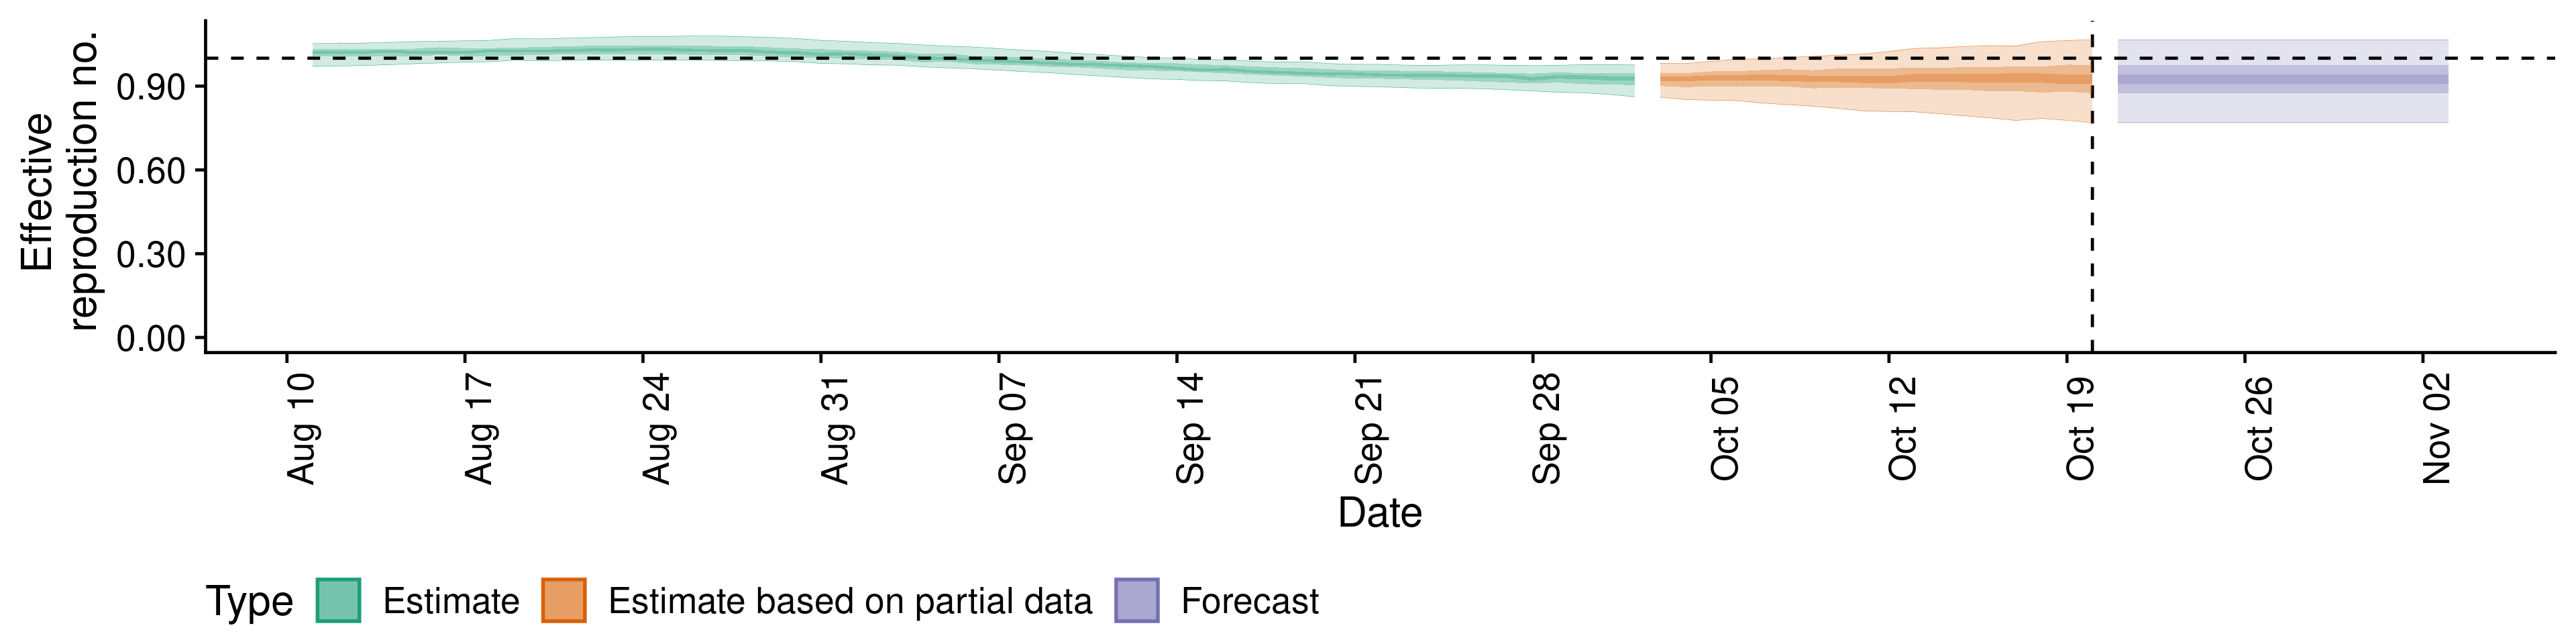 Effective
reproduction no.
0.90
0.60
0.30
0.00
Aug 10
Aug 17
Aug 24
Aug 31
Sep 07
Sep 14
Sep 21
Sep 28
Oct 05
Oct 12
Oct 19
Oct 26
Nov 02
Date
Type Estimate Estimate based on partial data Forecast